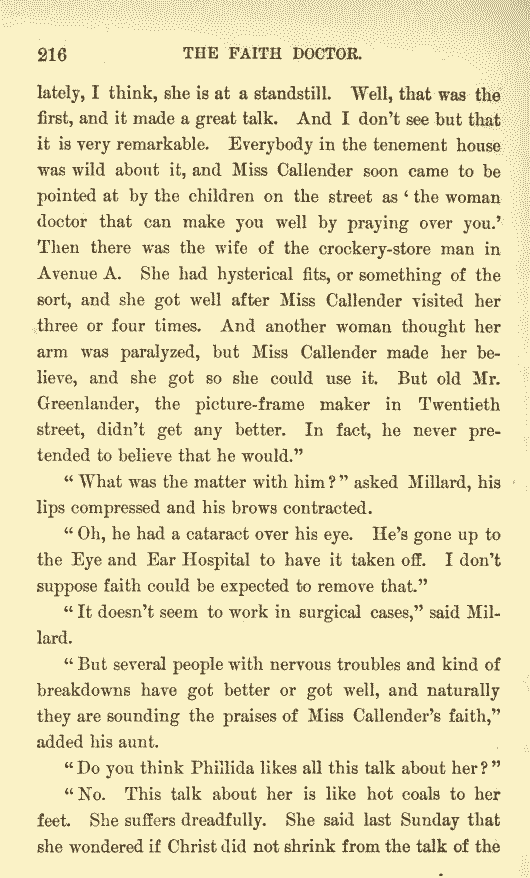 216 THE FAITH DOCTOR.
lately, I think, she is at a standstill. Well, that was the
first, and it made a great talk. And I don't see but that
it is very remarkable. Everybody in the tenement house
was wild about it, and Miss Callender soon came to be
pointed at by the children on the street as ‘ the woman
doctor that can make you well by praying over you.’
Then there was the wife of the crockery-store man in
Avenue A. She had hysterical fits, or something of the
sort, and she got well after Miss Callender visited her
three or four times. And another woman thought her
arm was paralyzed, but Miss Callender made her be-
lieve, and she got so she could use it. But old Mr.
Greenlander, the picture-frame maker in Twentieth
street, didn't get any better. In fact, he never pre-
tended to believe that he would.”
“ What was the matter with him ? ” asked Millard, his
lips compressed and his brows contracted.
“ Oh, he had a cataract over his eye. He's gone up to
the Eye and Ear Hospital to have it taken off. I don't
suppose faith could be expected to remove that.”
“ It doesn't seem to work in surgical cases,” said Mil-
lard.
“ But several people with nervous troubles and kind of
breakdowns have got better or got well, and naturally
they are sounding the praises of Miss Callender's faith,”
added his aunt.
“ Do you think Phillida likes all this talk about her ? ”
“ No. This talk about her is like hot coals to her
feet. She suffers dreadfully. She said last Sunday that
she wondered if Christ did not shrink from the talk of the